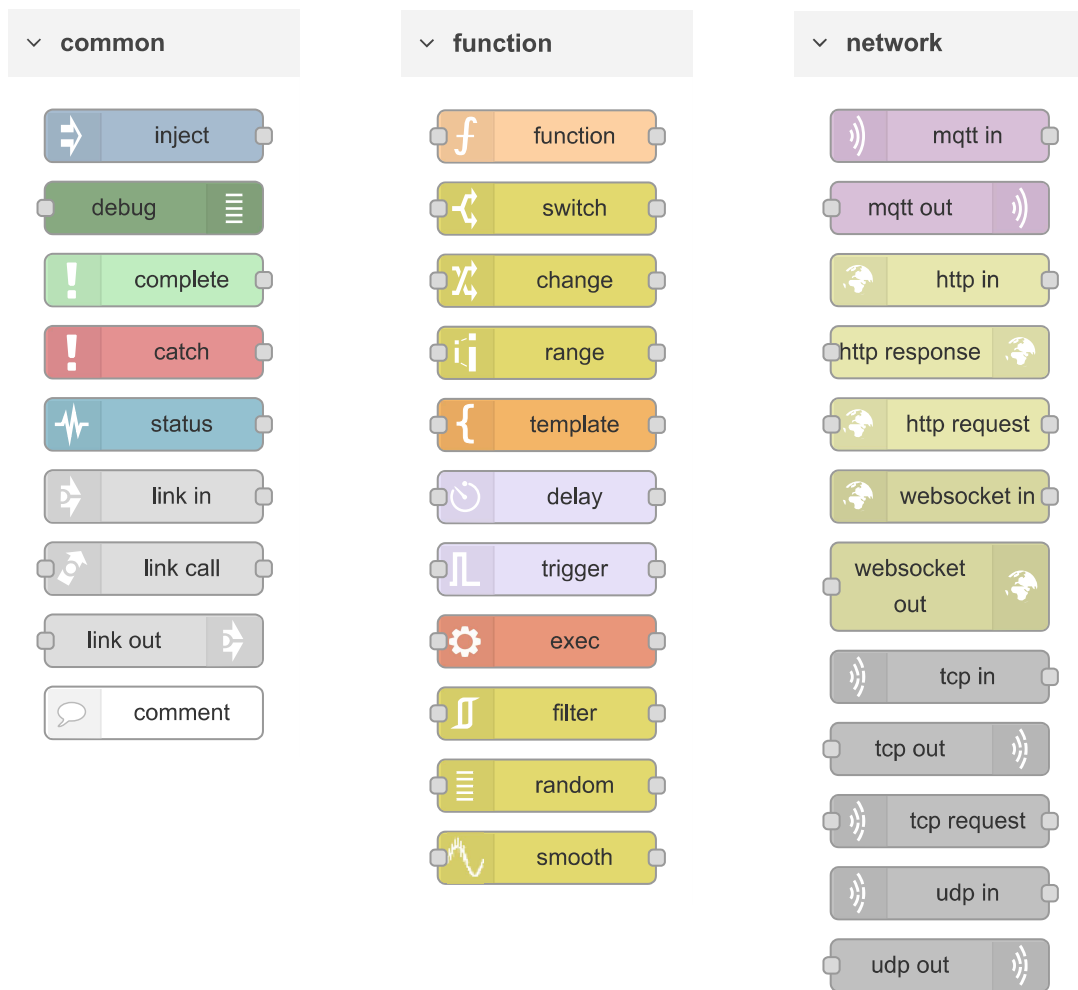 common
inject
debug
complete
catch
status
link in
link call
link out
comment
function
function
switch
change
range
template
delay
trigger
exec
filter
random
smooth
network
mqtt in
mqtt out
http in
http response
http request
websocket in
websocket
out
tcp in
tcp out
tcp request
udp in
udp out